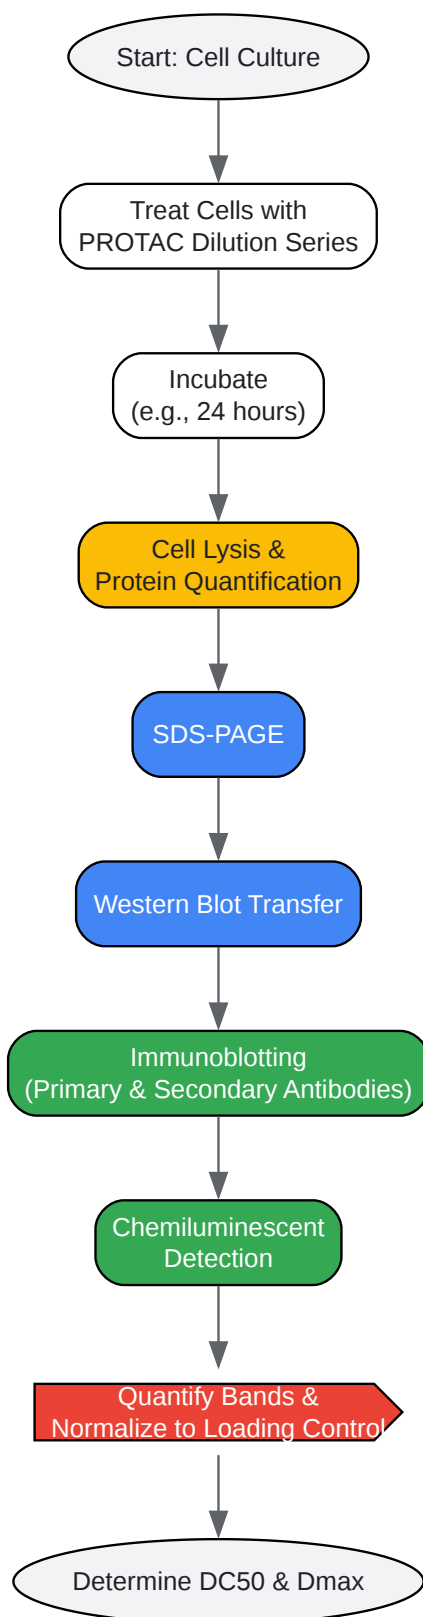 Start: Cell Culture
Treat Cells with
PROTAC Dilution Series
Incubate
(e.g., 24 hours)
Cell Lysis &
Protein Quantification
SDS-PAGE
Western Blot Transfer
Immunoblotting
(Primary & Secondary Antibodies)
Chemiluminescent
Detection
Quantify Bands &
Normalize to Loading Control
Determine DC50 & Dmax